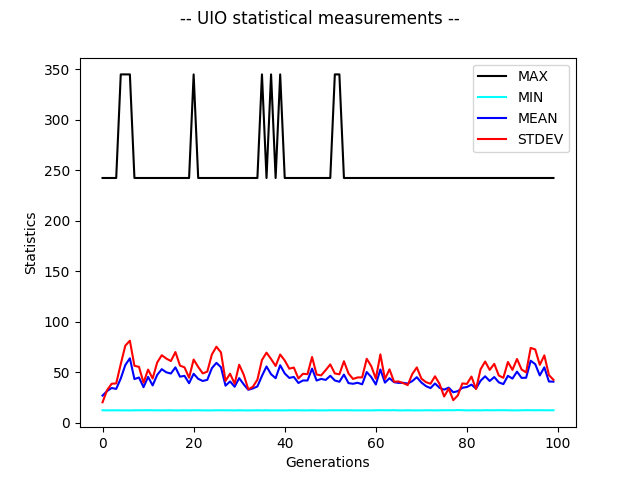 -- UIO statistical measurements --
350
300
250
200
150
100
50
0
Statistics
MAX
MIN
MEAN
STDEV
0 20 40 60 80 100
Generations